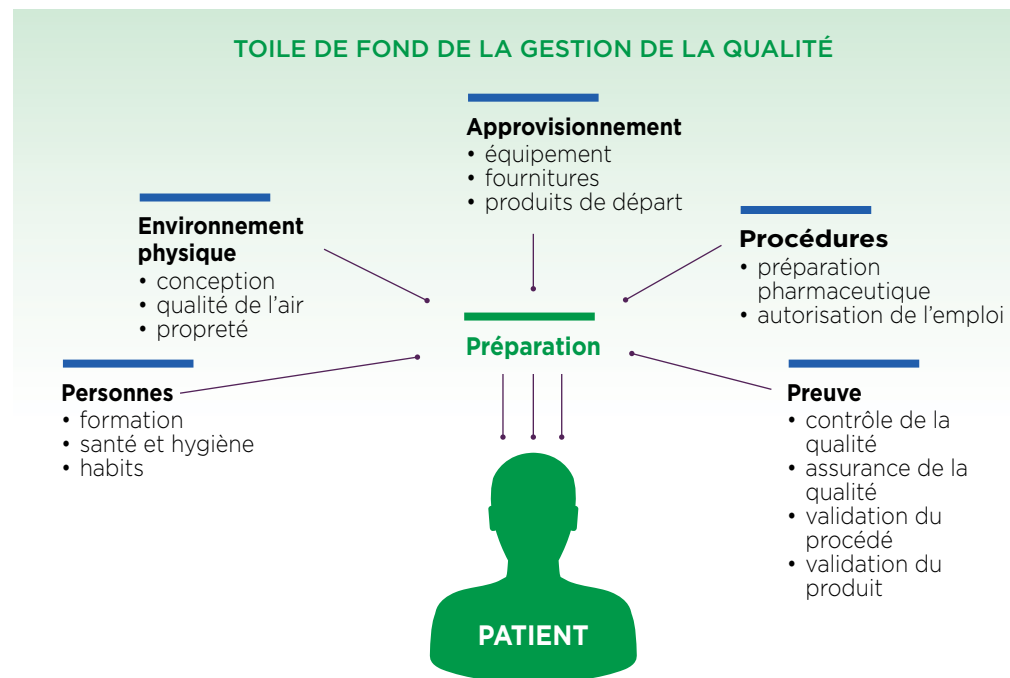 TOILE DE FOND DE LA GESTION DE LA QUALITÉ
Approvisionnement
• équipement
• fournitures
• produits de départ
Environnement
physique
• conception
• qualité de l'air
• propreté
Procédures
• préparation
pharmaceutique
• autorisation de l'emploi
Préparation
Personnes
• formation
• santé et hygiène
• habits
Preuve
• contrôle de la
qualité
• assurance de la
qualité
• validation du
procédé
• validation du
produit
PATIENT